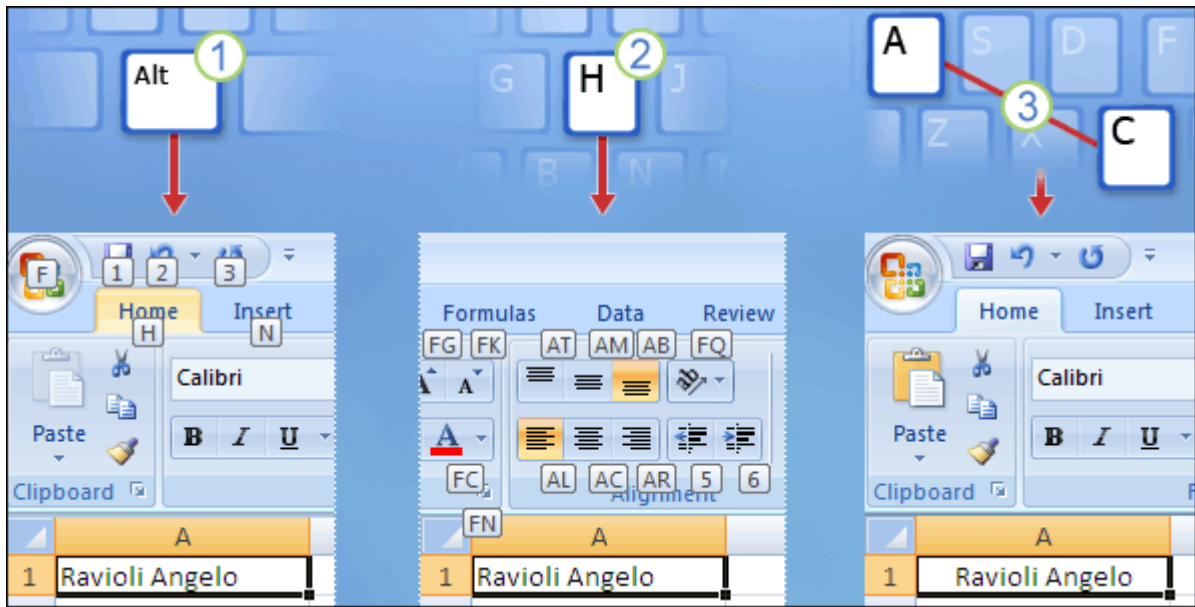 Alt 1
G H J 2
B N N
A S D F
3
Z X C
F 1 2 3
Home Insert
H N
Calibri
Paste B I U
Clipboard
A
1 Ravioli Angelo
Formulas Data Review
FG FK AT AM AB FQ
A A
A
FC AL AC AR 5 6
Alignment
FN
A
1 Ravioli Angelo
Home Insert
Calibri
Paste B I U
Clipboard F
A
1 Ravioli Angelo